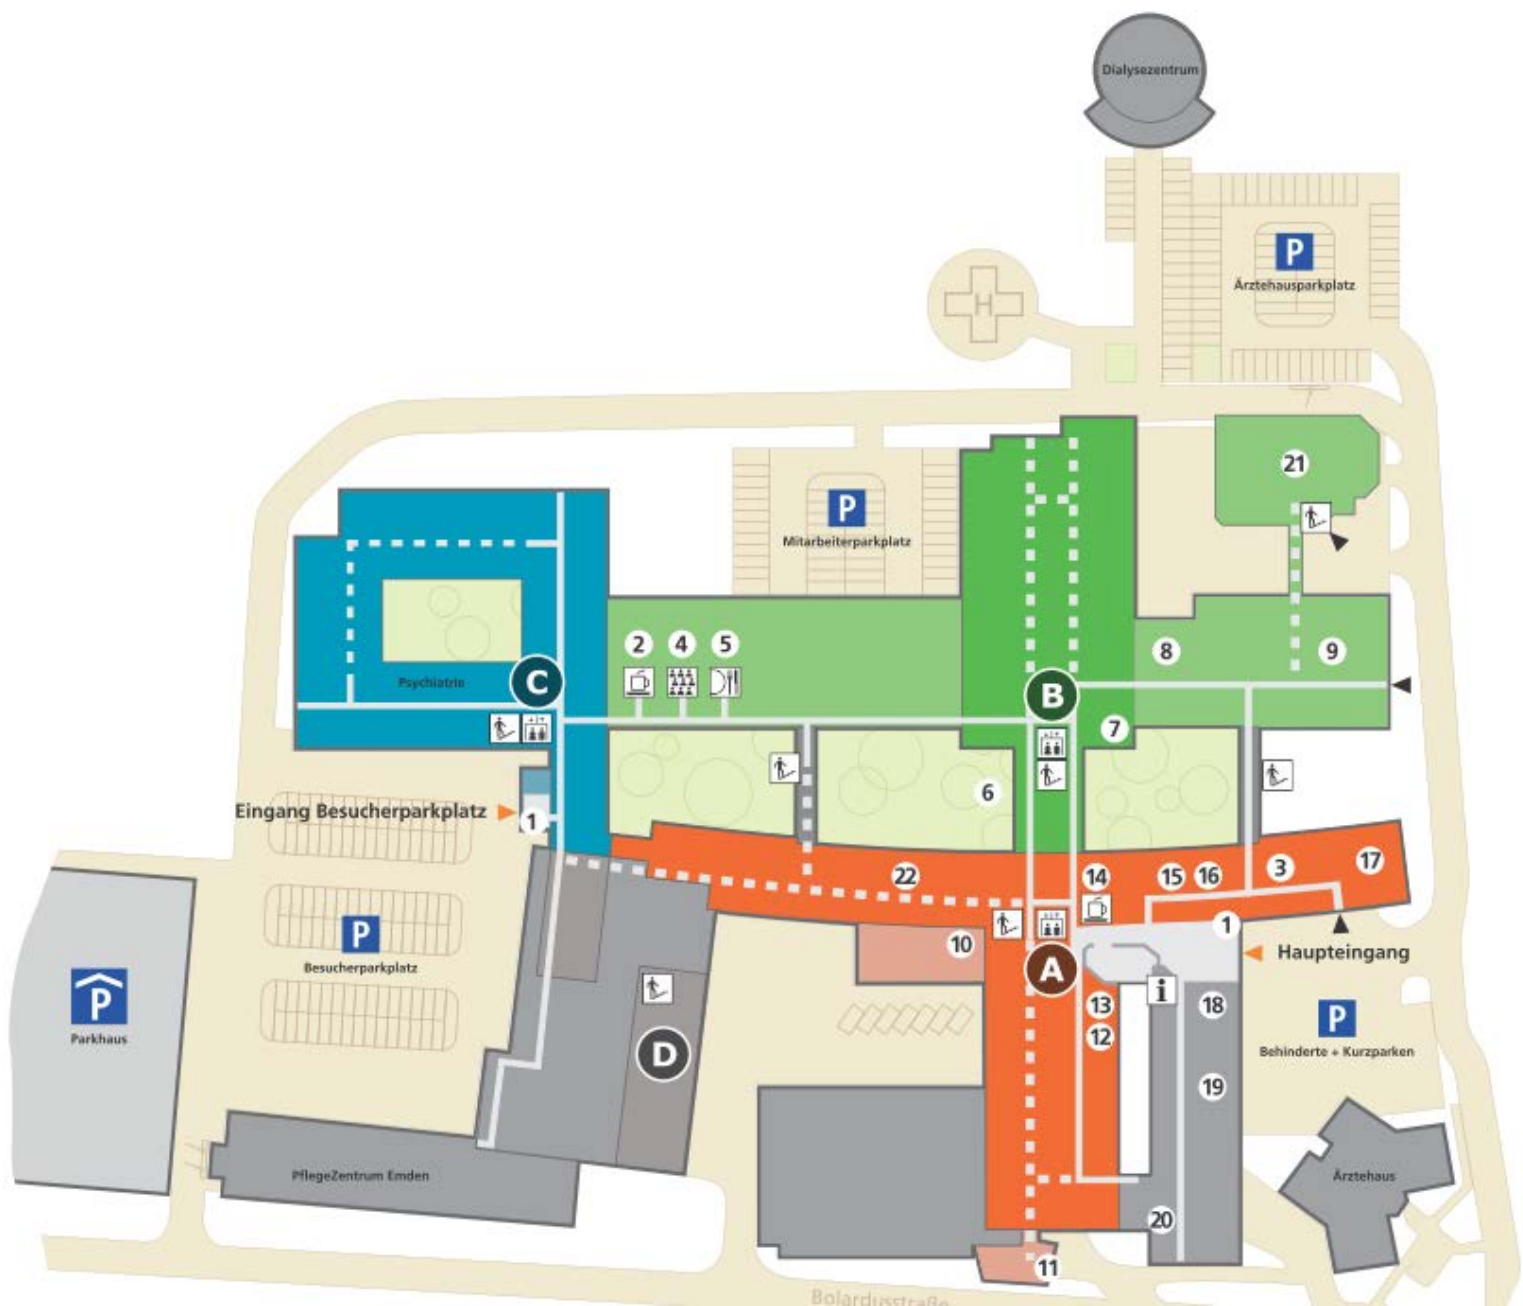 Dialysezentrum
P
Ärztehausparkplatz
H
21
P
Mitarbeiterparkplatz
2
4
5
8
9
Psychiatrie
C
B
7
6
Eingang Besucherparkplatz
1
22
14
15
16
3
17
P
Besucherparkplatz
10
A
1
Haupteingang
P
Parkhaus
13
12
i
18
P
Behinderte + Kurzparken
D
19
PflegeZentrum Emden
Ärztehaus
20
11
Bolardusstraße